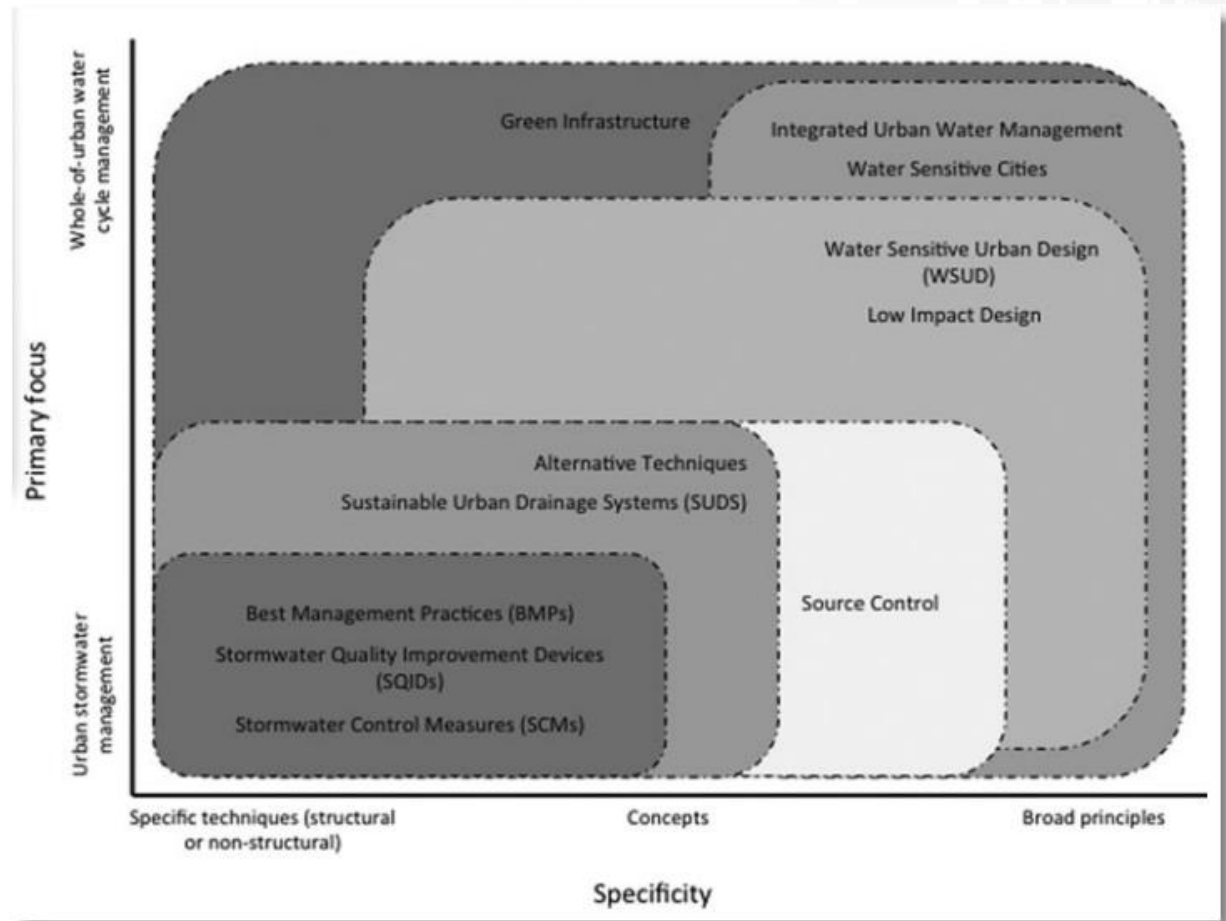 Whole-of-urban water
cycle management
Primary focus
Urban stormwater
management
Green Infrastructure
Integrated Urban Water Management
Water Sensitive Cities
Water Sensitive Urban Design
(WSUD)
Low Impact Design
Alternative Techniques
Sustainable Urban Drainage Systems (SUDS)
Source Control
Best Management Practices (BMPs)
Stormwater Quality Improvement Devices
(SQIDs)
Stormwater Control Measures (SCMs)
Specific techniques (structural
or non-structural)
Concepts
Broad principles
Specificity